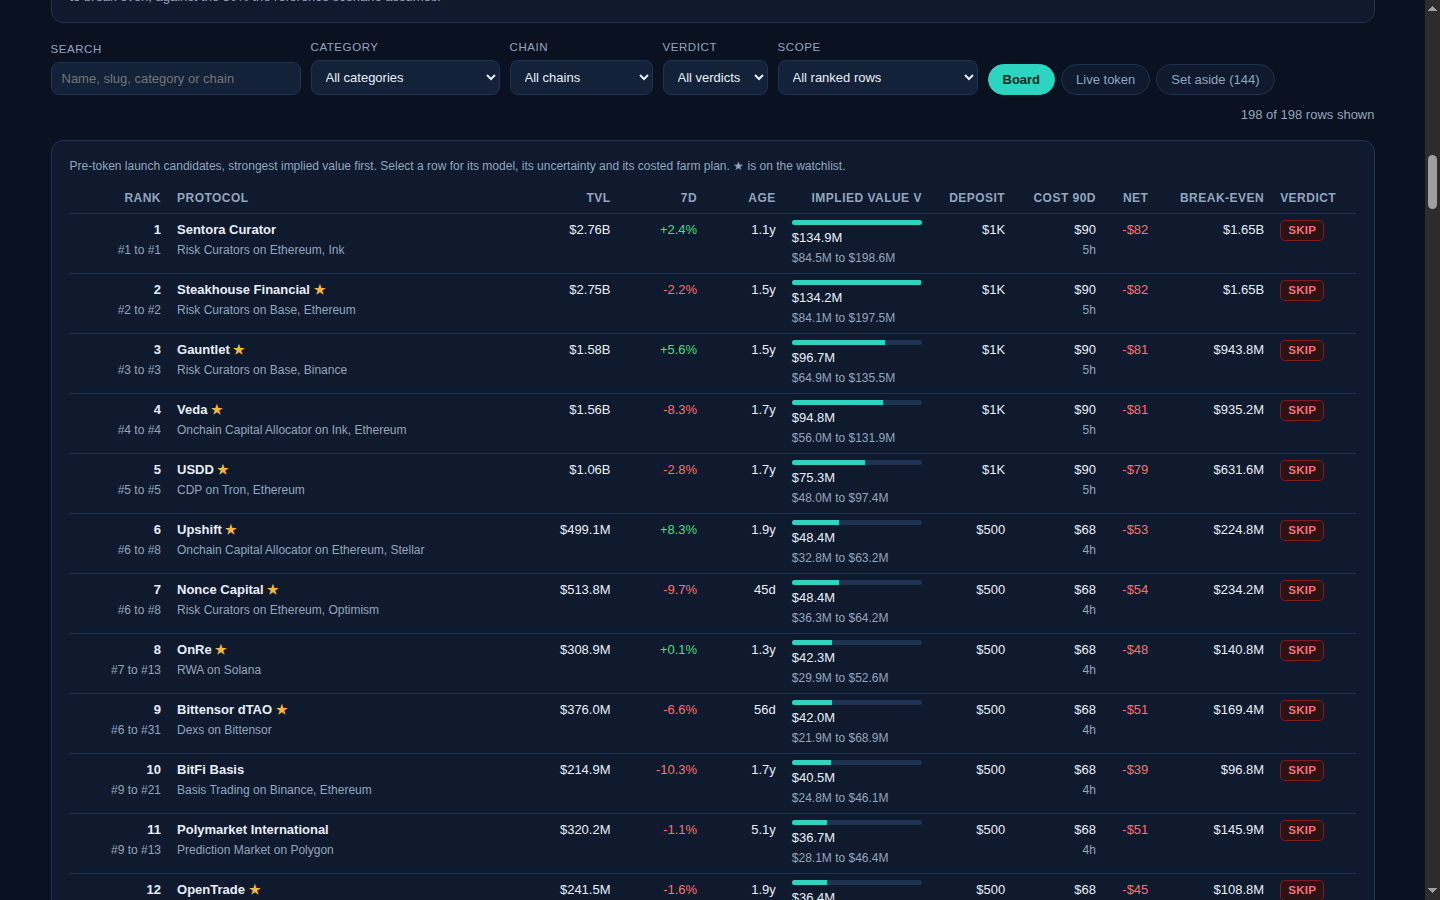 SEARCH
CATEGORY
CHAIN
VERDICT
SCOPE
Name, slug, category or chain
All categories
All chains
All verdicts
All ranked rows
Board
Live token
Set aside (144)
198 of 198 rows shown
Pre-token launch candidates, strongest implied value first. Select a row for its model, its uncertainty and its costed farm plan. ★ is on the watchlist.
RANK PROTOCOL TVL 7D AGE IMPLIED VALUE V DEPOSIT COST 90D NET BREAK-EVEN VERDICT
1 Sentora Curator $2.76B +2.4% 1.1y $134.9M $1K $90 -$82 $1.65B SKIP
#1 to #1 Risk Curators on Ethereum, Ink $84.5M to $198.6M 5h
2 Steakhouse Financial ★ $2.75B -2.2% 1.5y $134.2M $1K $90 -$82 $1.65B SKIP
#2 to #2 Risk Curators on Base, Ethereum $84.1M to $197.5M 5h
3 Gauntlet ★ $1.58B +5.6% 1.5y $96.7M $1K $90 -$81 $943.8M SKIP
#3 to #3 Risk Curators on Base, Binance $64.9M to $135.5M 5h
4 Veda ★ $1.56B -8.3% 1.7y $94.8M $1K $90 -$81 $935.2M SKIP
#4 to #4 Onchain Capital Allocator on Ink, Ethereum $56.0M to $131.9M 5h
5 USDD ★ $1.06B -2.8% 1.7y $75.3M $1K $90 -$79 $631.6M SKIP
#5 to #5 CDP on Tron, Ethereum $48.0M to $97.4M 5h
6 Upshift ★ $499.1M +8.3% 1.9y $48.4M $500 $68 -$53 $224.8M SKIP
#6 to #8 Onchain Capital Allocator on Ethereum, Stellar $32.8M to $63.2M 4h
7 Nonce Capital ★ $513.8M -9.7% 45d $48.4M $500 $68 -$54 $234.2M SKIP
#6 to #8 Risk Curators on Ethereum, Optimism $36.3M to $64.2M 4h
8 OnRe ★ $308.9M +0.1% 1.3y $42.3M $500 $68 -$48 $140.8M SKIP
#7 to #13 RWA on Solana $29.9M to $52.6M 4h
9 Bittensor dTAO ★ $376.0M -6.6% 56d $42.0M $500 $68 -$51 $169.4M SKIP
#6 to #31 Dexs on Bittensor $21.9M to $68.9M 4h
10 BitFi Basis $214.9M -10.3% 1.7y $40.5M $500 $68 -$39 $96.8M SKIP
#9 to #21 Basis Trading on Binance, Ethereum $24.8M to $46.1M 4h
11 Polymarket International $320.2M -1.1% 5.1y $36.7M $500 $68 -$51 $145.9M SKIP
#9 to #13 Prediction Market on Polygon $28.1M to $46.4M 4h
12 OpenTrade ★ $241.5M -1.6% 1.9y $36.4M $500 $68 -$45 $108.8M SKIP